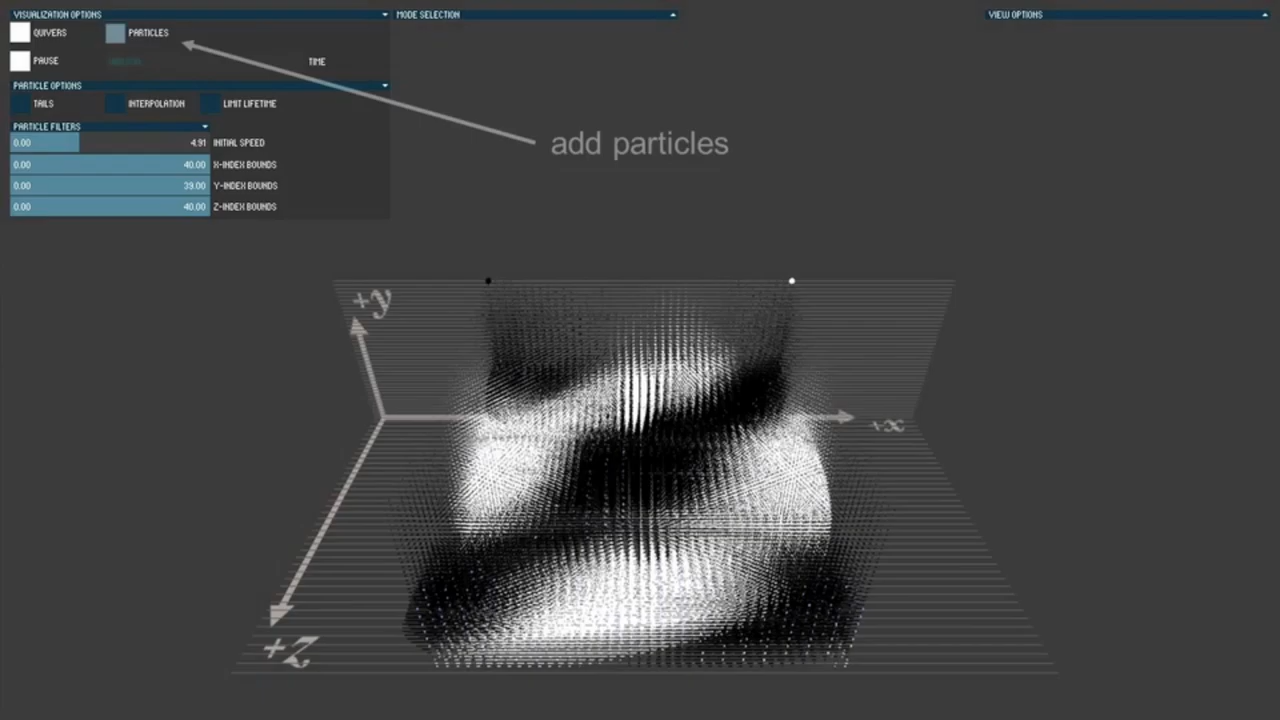 VISUALIZATION OPTIONS
MODE SELECTION
VIEW OPTIONS
QUIVERS
PARTICLES
PAUSE
TIME
PARTICLE OPTIONS
TAILS
INTERPOLATION
LIMIT LIFETIME
PARTICLE FILTERS
0.00 4.91 INITIAL SPEED
0.00 40.00 X-INDEX BOUNDS
0.00 39.00 Y-INDEX BOUNDS
0.00 40.00 Z-INDEX BOUNDS
add particles
+y
+x
+z